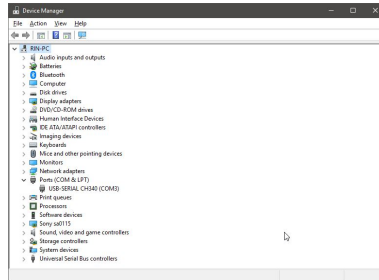 Device Manager
File Action View Help
RIN-PC
Audio inputs and outputs
Batteries
Bluetooth
Computer
Disk drives
Display adapters
DVD/CD-ROM drives
Human Interface Devices
IDE ATA/ATAPI controllers
Imaging devices
Keyboards
Mice and other pointing devices
Monitors
Network adapters
Ports (COM & LPT)
USB-SERIAL CH340 (COM3)
Print queues
Processors
Software devices
Sony sa0115
Sound, video and game controllers
Storage controllers
System devices
Universal Serial Bus controllers